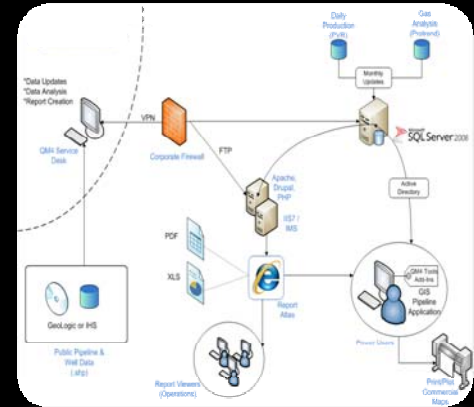 Daily
Production
(PVR)
Gas
Analysis
Monthly
Updates
*Data Updates
*Data Analysis
*Report Creation
VPN
QM4 Service
Desk
Corporate Firewall
FTP
Microsoft
SQL Server 2008
Apache,
Drupal,
PHP
IIS7 /
IMS
Active
Directory
PDF
XLS
Report
Atlas
QM4 Tools
Add-Ins
GIS
Pipeline
Application
Power Users
GeoLogic or IHS
Public Pipeline &
Well Data
(.shp)
Report Viewers
(Operations)
Print/Plot
Commercial
Maps